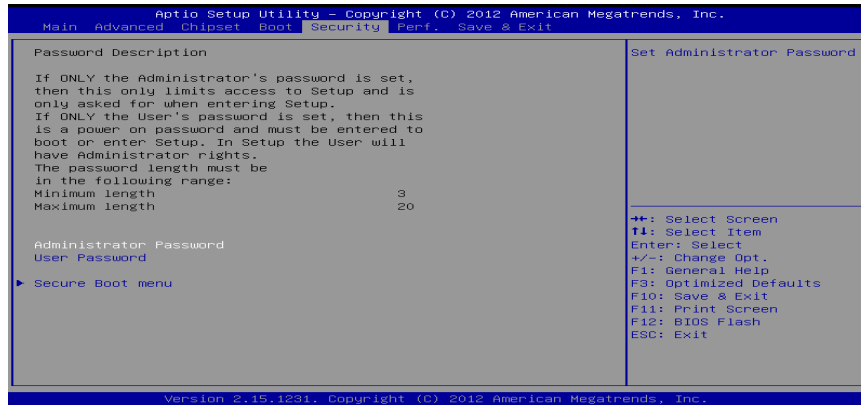 Aptio Setup Utility – Copyright (C) 2012 American Megatrends, Inc.
Main Advanced Chipset Boot Security Perf. Save & Exit
Password Description
If ONLY the Administrator's password is set,
then this only limits access to Setup and is
only asked for when entering Setup.
If ONLY the User's password is set, then this
is a power on password and must be entered to
boot or enter Setup. In Setup the User will
have Administrator rights.
The password length must be
in the following range:
Minimum length 3
Maximum length 20
Administrator Password
User Password
► Secure Boot menu
Set Administrator Password
→←: Select Screen
↑↓: Select Item
Enter: Select
+/-: Change Opt.
F1: General Help
F3: Optimized Defaults
F10: Save & Exit
F11: Print Screen
F12: BIOS Flash
ESC: Exit
Version 2.15.1231. Copyright (C) 2012 American Megatrends, Inc.